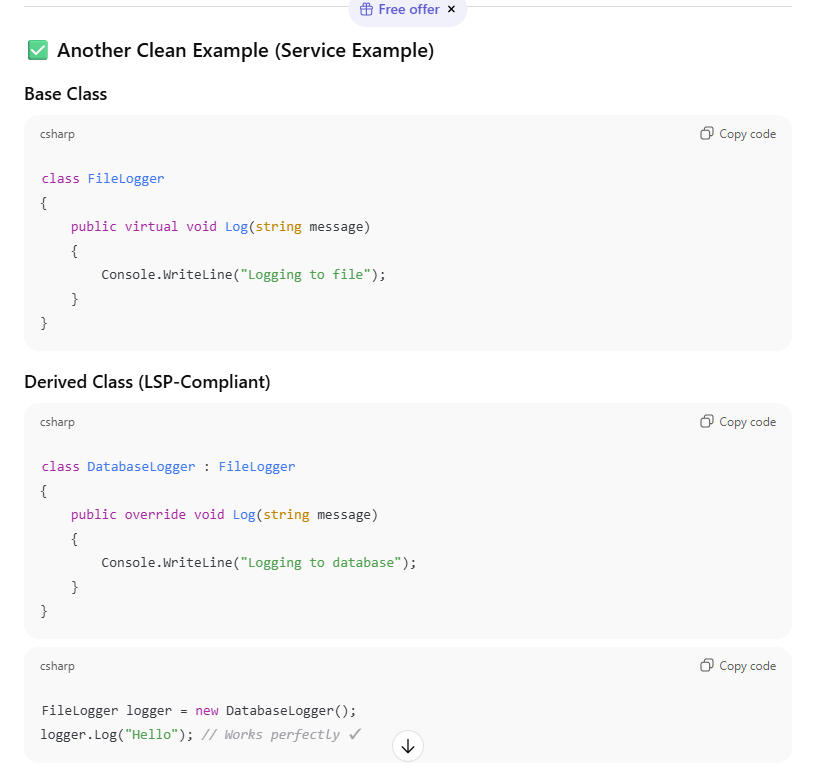 Free offer ×
✅ Another Clean Example (Service Example)
Base Class
csharp Copy code
class FileLogger
{
    public virtual void Log(string message)
    {
        Console.WriteLine("Logging to file");
    }
}
Derived Class (LSP-Compliant)
csharp Copy code
class DatabaseLogger : FileLogger
{
    public override void Log(string message)
    {
        Console.WriteLine("Logging to database");
    }
}
csharp Copy code
FileLogger logger = new DatabaseLogger();
logger.Log("Hello"); // Works perfectly ✓